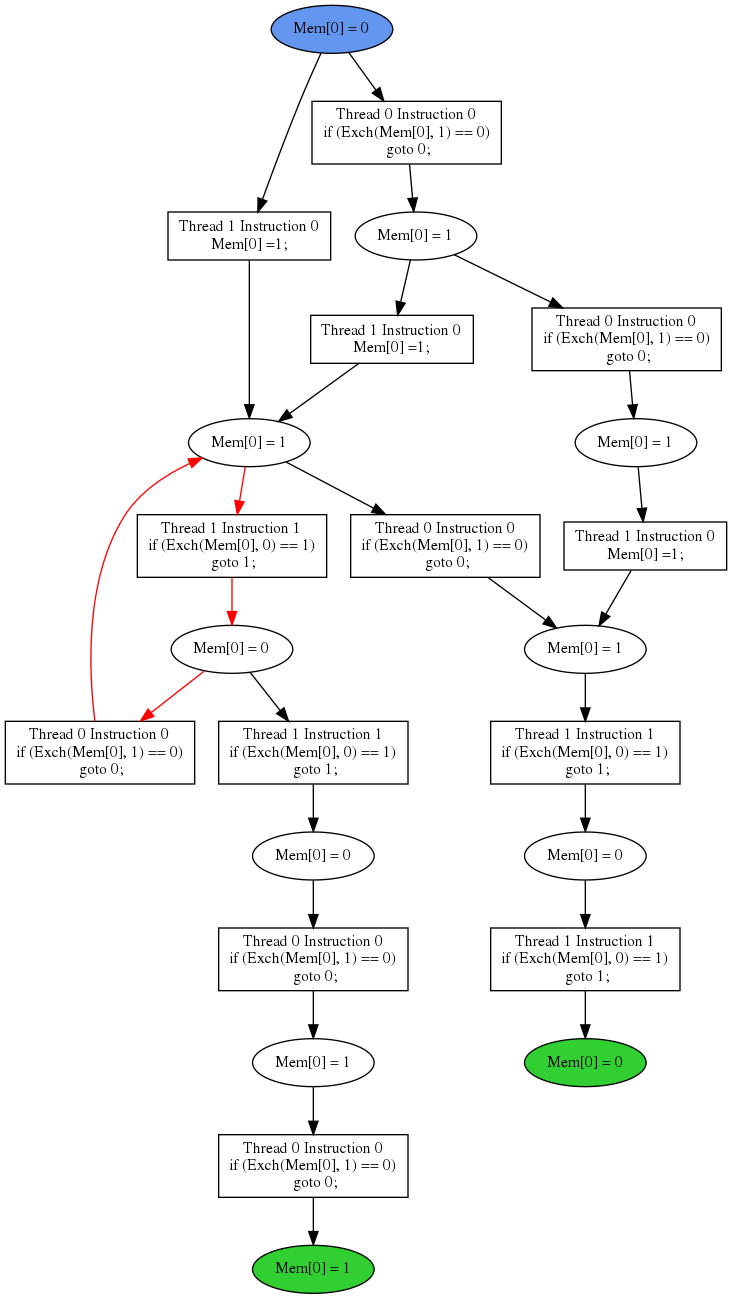 Mem[0] = 0
Thread 0 Instruction 0
if (Exch(Mem[0], 1) == 0)
goto 0;
Thread 1 Instruction 0
Mem[0] =1;
Mem[0] = 1
Thread 1 Instruction 0
Mem[0] =1;
Thread 0 Instruction 0
if (Exch(Mem[0], 1) == 0)
goto 0;
Mem[0] = 1
Mem[0] = 1
Thread 1 Instruction 1
if (Exch(Mem[0], 0) == 1)
goto 1;
Thread 0 Instruction 0
if (Exch(Mem[0], 1) == 0)
goto 0;
Thread 1 Instruction 0
Mem[0] =1;
Mem[0] = 0
Mem[0] = 1
Thread 0 Instruction 0
if (Exch(Mem[0], 1) == 0)
goto 0;
Thread 1 Instruction 1
if (Exch(Mem[0], 0) == 1)
goto 1;
Thread 1 Instruction 1
if (Exch(Mem[0], 0) == 1)
goto 1;
Mem[0] = 0
Mem[0] = 0
Thread 0 Instruction 0
if (Exch(Mem[0], 1) == 0)
goto 0;
Thread 1 Instruction 1
if (Exch(Mem[0], 0) == 1)
goto 1;
Mem[0] = 1
Mem[0] = 0
Thread 0 Instruction 0
if (Exch(Mem[0], 1) == 0)
goto 0;
Mem[0] = 1